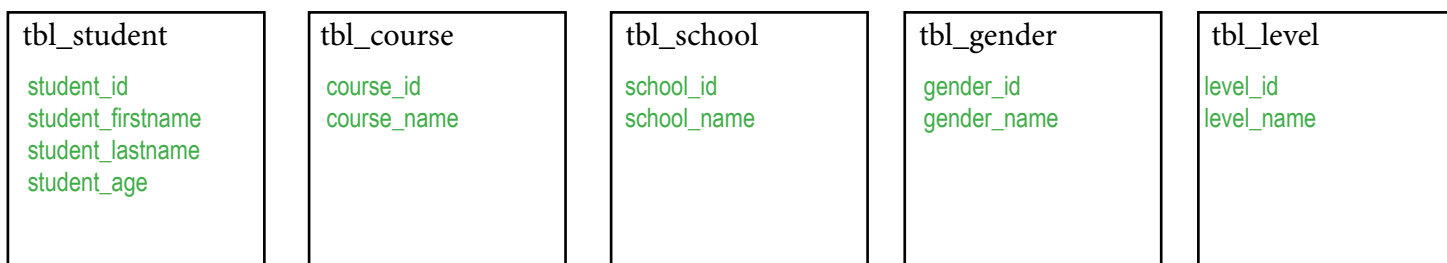 tbl_student
student_id
student_firstname
student_lastname
student_age
tbl_course
course_id
course_name
tbl_school
school_id
school_name
tbl_gender
gender_id
gender_name
tbl_level
level_id
level_name